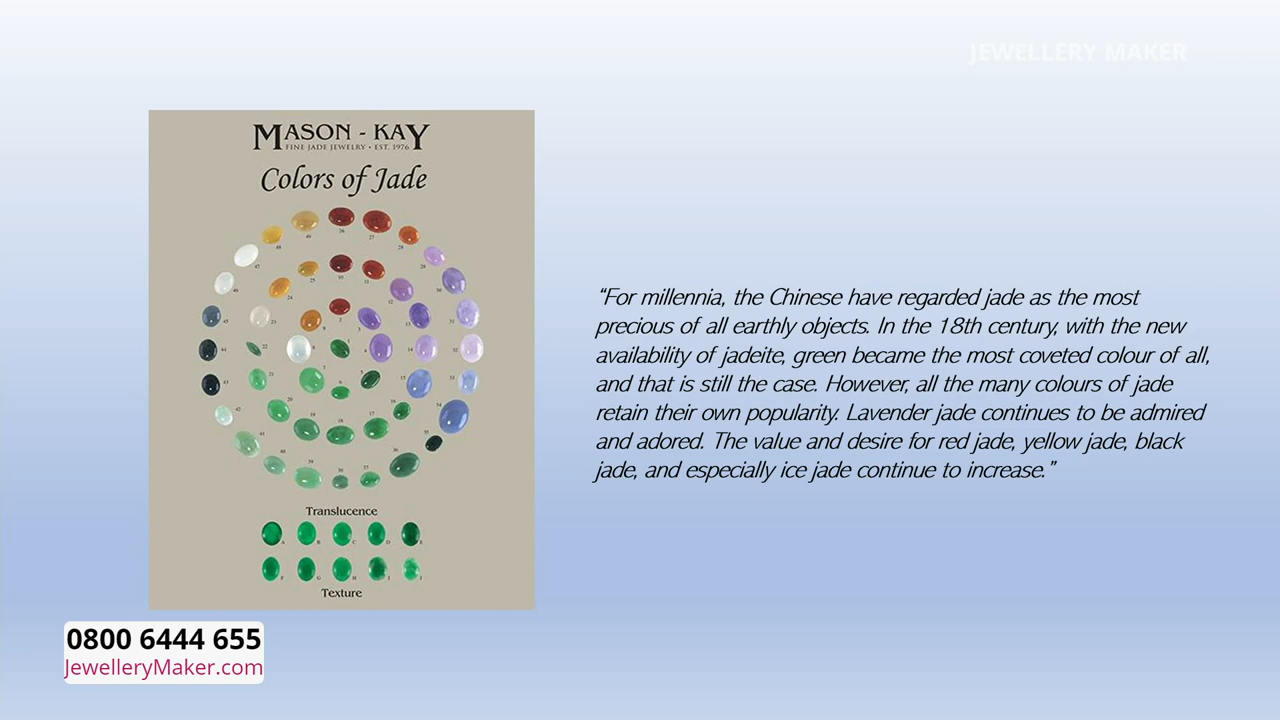 JEWELLERY MAKER
MASON - KAY
FINE JADE JEWELRY • EST. 1976
Colors of Jade
Translucence
Texture
“For millennia, the Chinese have regarded jade as the most
precious of all earthly objects. In the 18th century, with the new
availability of jadeite, green became the most coveted colour of all,
and that is still the case. However, all the many colours of jade
retain their own popularity. Lavender jade continues to be admired
and adored. The value and desire for red jade, yellow jade, black
jade, and especially ice jade continue to increase.”
0800 6444 655
JewelleryMaker.com